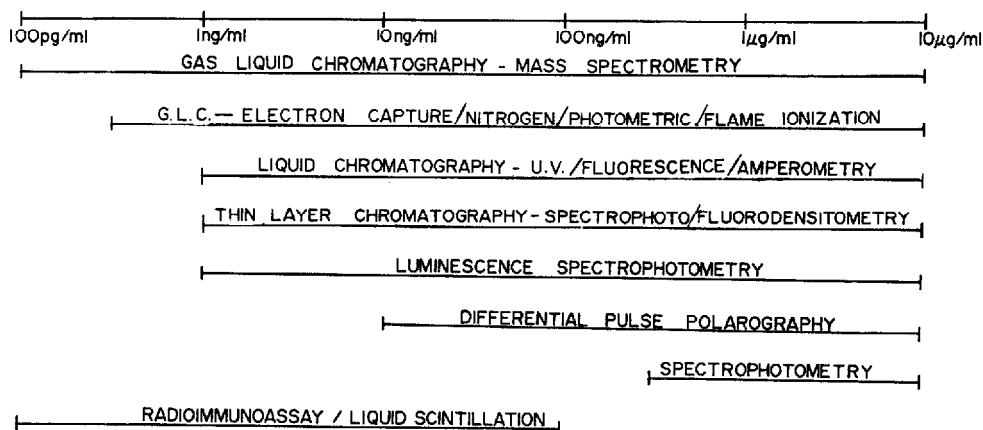 100pg/ml 1ng/ml 10ng/ml 100ng/ml 1µg/ml 10µg/ml
GAS LIQUID CHROMATOGRAPHY - MASS SPECTROMETRY
G.L.C.— ELECTRON CAPTURE/NITROGEN/PHOTOMETRIC/FLAME IONIZATION
LIQUID CHROMATOGRAPHY - U.V./FLUORESCENCE/AMPEROMETRY
THIN LAYER CHROMATOGRAPHY-SPECTROPHOTO/FLUORODENSITOMETRY
LUMINESCENCE SPECTROPHOTOMETRY
DIFFERENTIAL PULSE POLAROGRAPHY
SPECTROPHOTOMETRY
RADIOIMMUNOASSAY / LIQUID SCINTILLATION